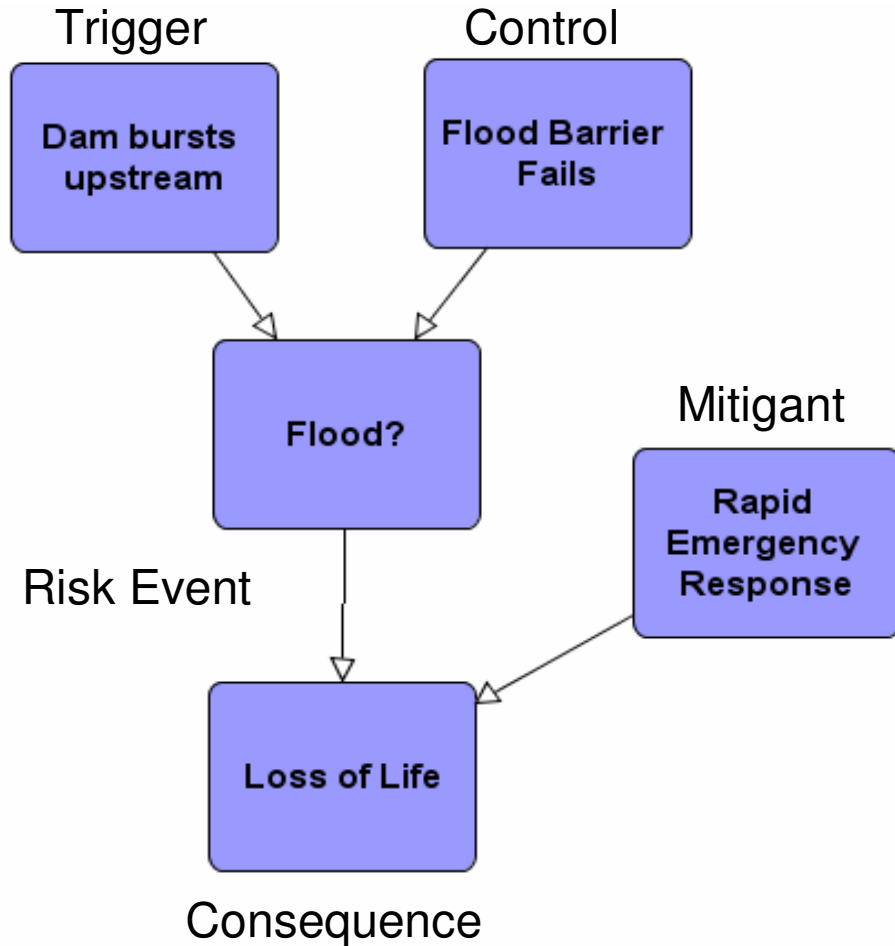 Trigger
Control
Dam bursts
upstream
Flood Barrier
Fails
Flood?
Mitigant
Rapid
Emergency
Response
Risk Event
Loss of Life
Consequence